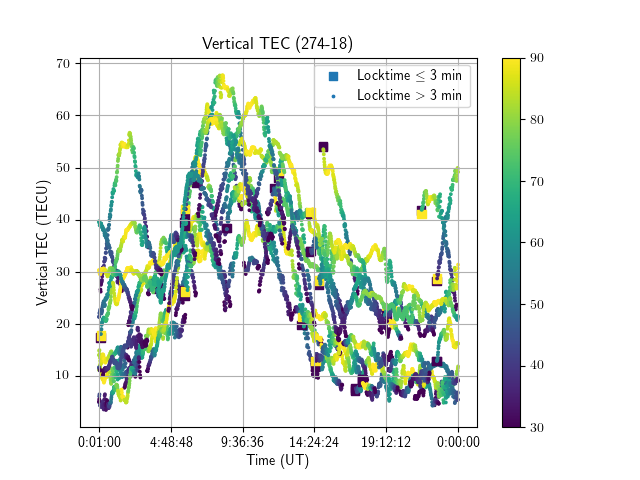 Vertical TEC (274-18)
Locktime ≤ 3 min
Locktime > 3 min
Vertical TEC (TECU)
70
60
50
40
30
20
10
0:01:00 4:48:48 9:36:36 14:24:24 19:12:12 0:00:00
Time (UT)
90
80
70
60
50
40
30